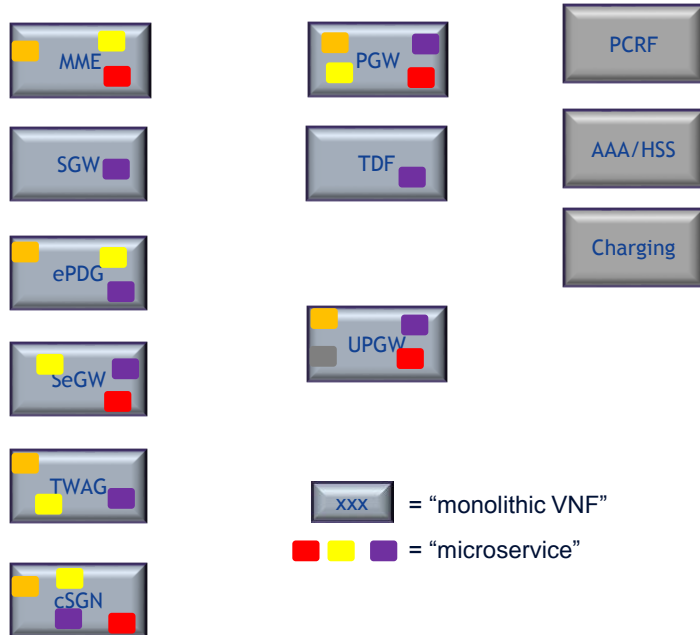 MME
PGW
PCRF
SGW
TDF
AAA/HSS
ePDG
Charging
SeGW
UPGW
TWAG
cSGN
xxx = “monolithic VNF”
= “microservice”